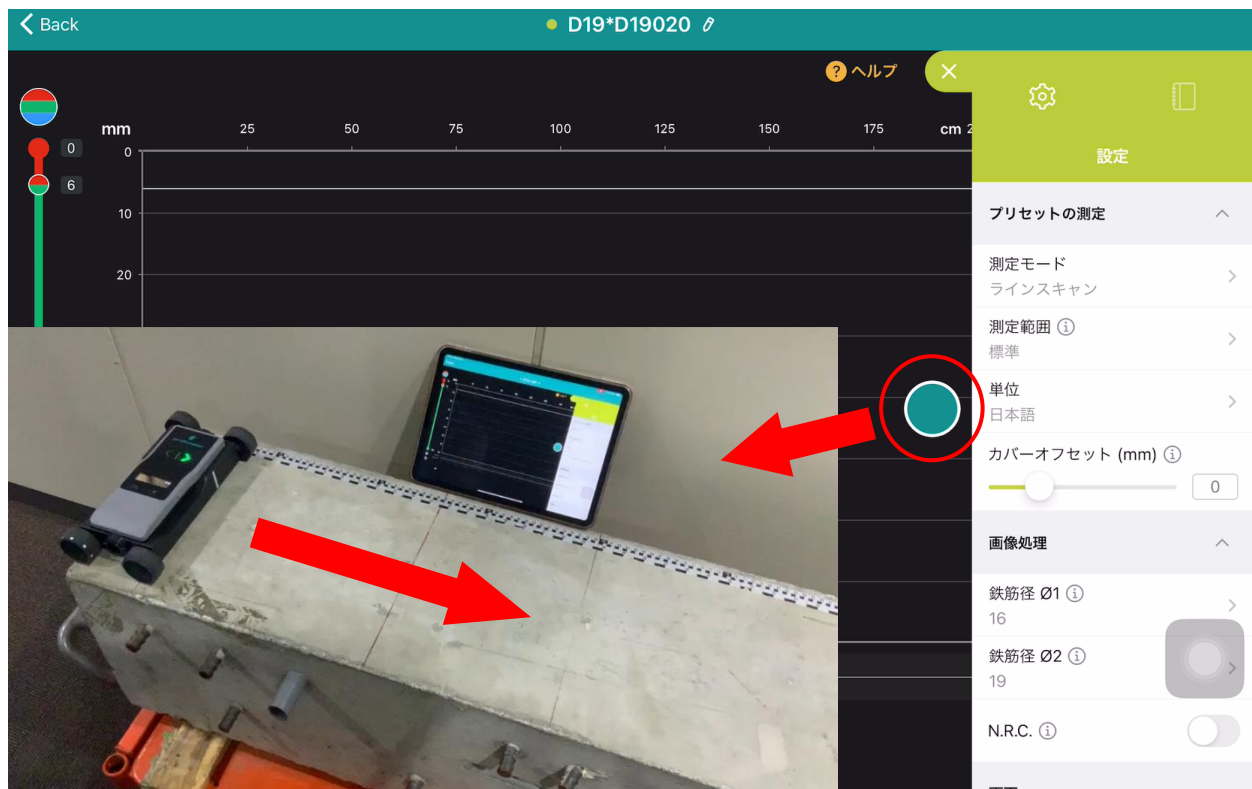 Back
D19*D19020
? ヘルプ
設定
mm 25 50 75 100 125 150 175 cm 2
0
6
0
10
20
プリセットの測定
測定モード
ラインスキャン
測定範囲 i
標準
単位
日本語
カバーオフセット (mm) i
0
画像処理
鉄筋径 Ø1 i
16
鉄筋径 Ø2 i
19
N.R.C. i